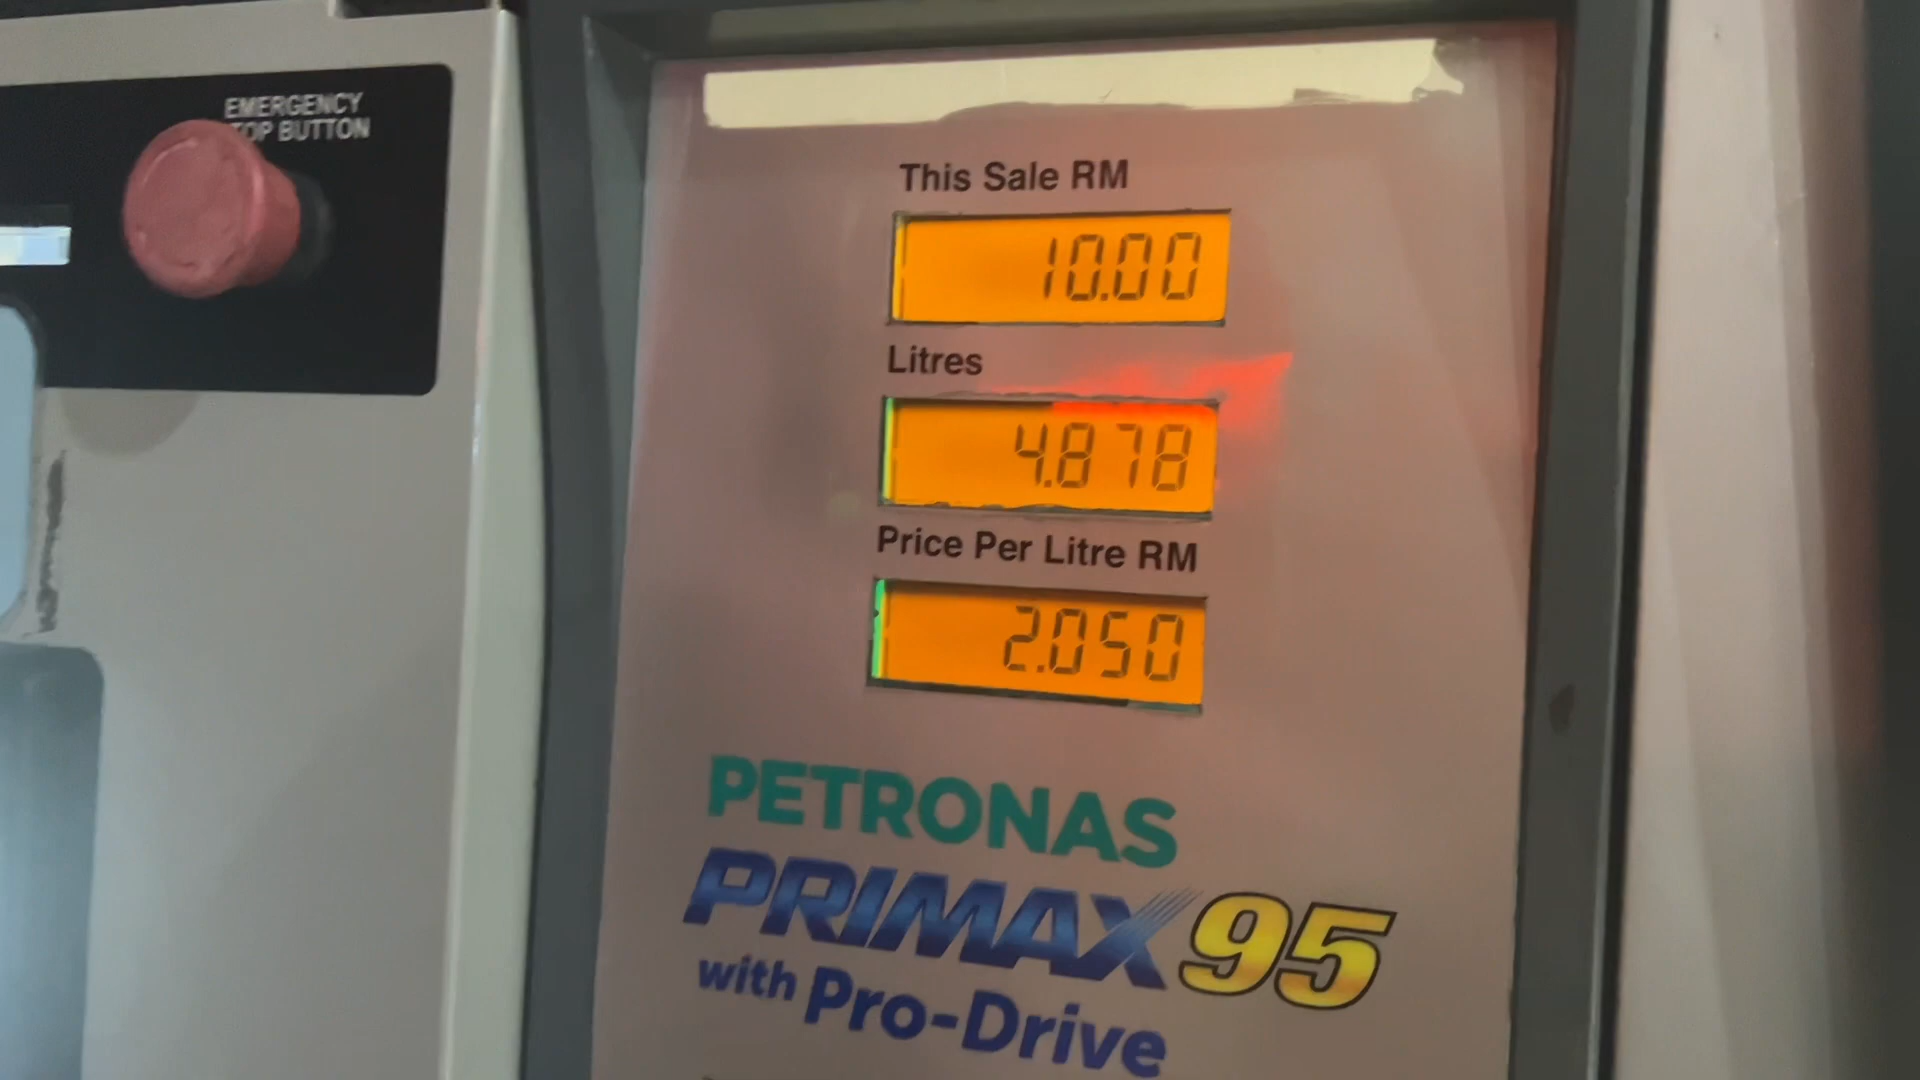 EMERGENCY
TOP BUTTON
This Sale RM
10.00
Litres
4.878
Price Per Litre RM
2.050
PETRONAS
PRIMAX 95
with Pro-Drive